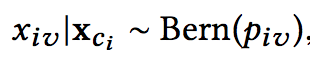 x_{iv}|𝐱_{c_i} ∼ Bern(p_{iv}),